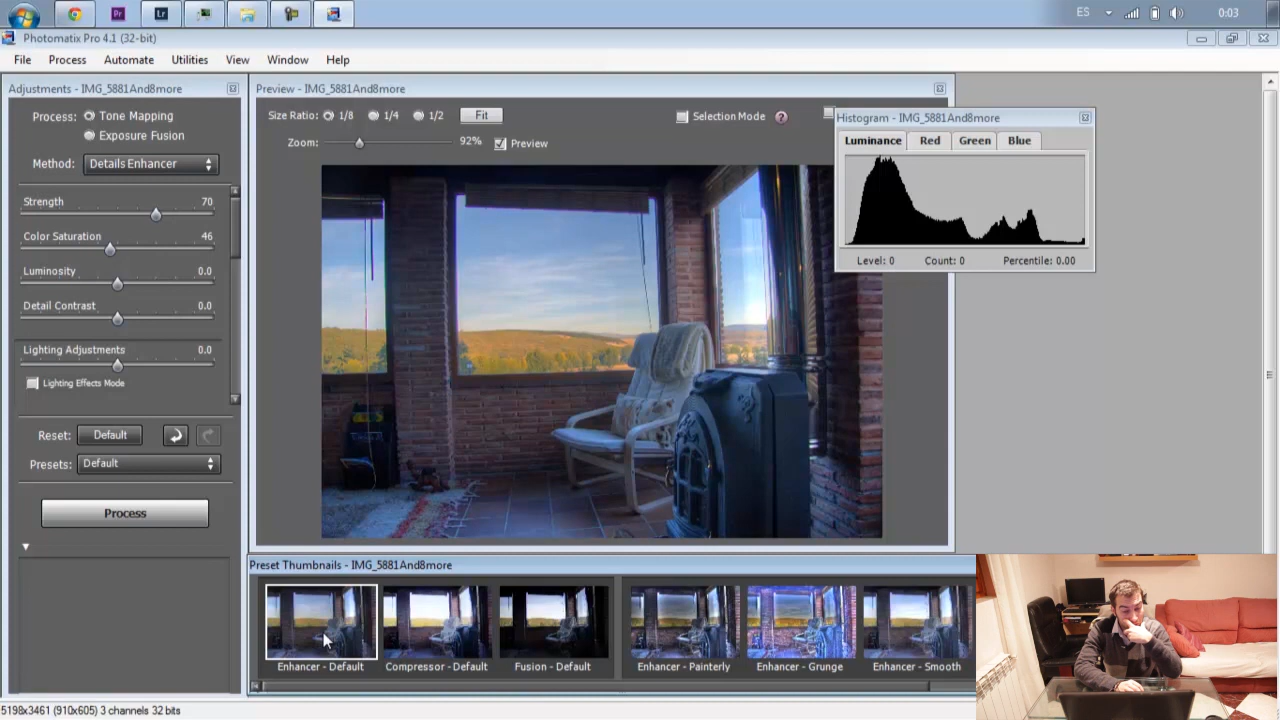 Pr
Lr
ES
0:03
Photomatix Pro 4.1 (32-bit)
File Process Automate Utilities View Window Help
Adjustments - IMG_5881And8more
Process: Tone Mapping
Exposure Fusion
Method: Details Enhancer
Strength 70
Color Saturation 46
Luminosity 0.0
Detail Contrast 0.0
Lighting Adjustments 0.0
Lighting Effects Mode
Reset: Default
Presets: Default
Process
Preview - IMG_5881And8more
Size Ratio: 1/8 1/4 1/2 Fit Selection Mode ?
Zoom: 92% Preview
Histogram - IMG_5881And8more
Luminance Red Green Blue
Level: 0 Count: 0 Percentile: 0.00
Preset Thumbnails - IMG_5881And8more
Enhancer - Default Compressor - Default Fusion - Default Enhancer - Painterly Enhancer - Grunge Enhancer - Smooth
5198x3461 (910x605) 3 channels 32 bits